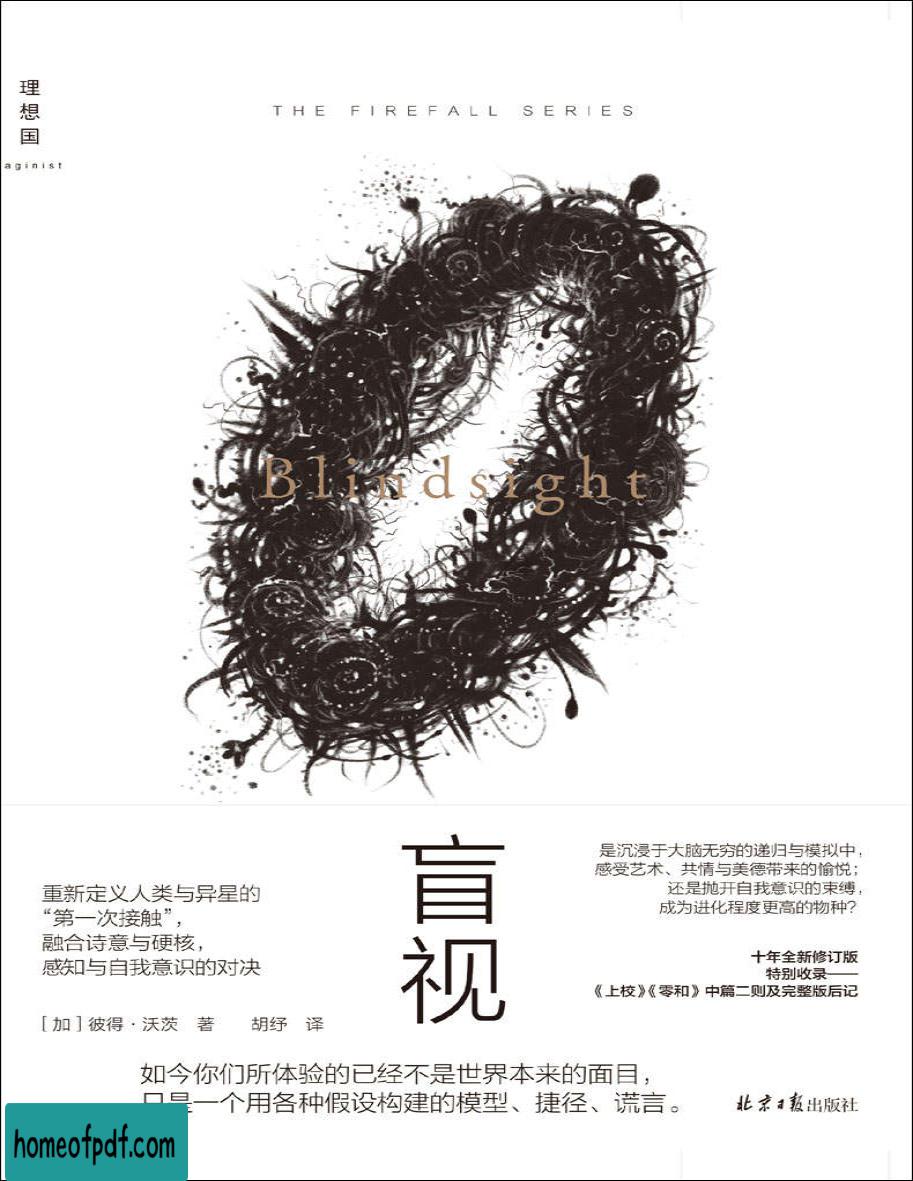 理
想
国
aginist
THE FIREFALL SERIES
Blindsight
盲
视
重新定义人类与异星的
“第一次接触”，
融合诗意与硬核，
感知与自我意识的对决
[加]彼得·沃茨 著 胡纾 译
是沉浸于大脑无穷的递归与模拟中，
感受艺术、共情与美德带来的愉悦；
还是抛开自我意识的束缚，
成为进化程度更高的物种？
十年全新修订版
特别收录——
《上校》《零和》中篇二则及完整版后记
如今你们所体验的已经不是世界本来的面目，
只是一个用各种假设构建的模型、捷径、谎言。
北京日报出版社
homeofpdf.com